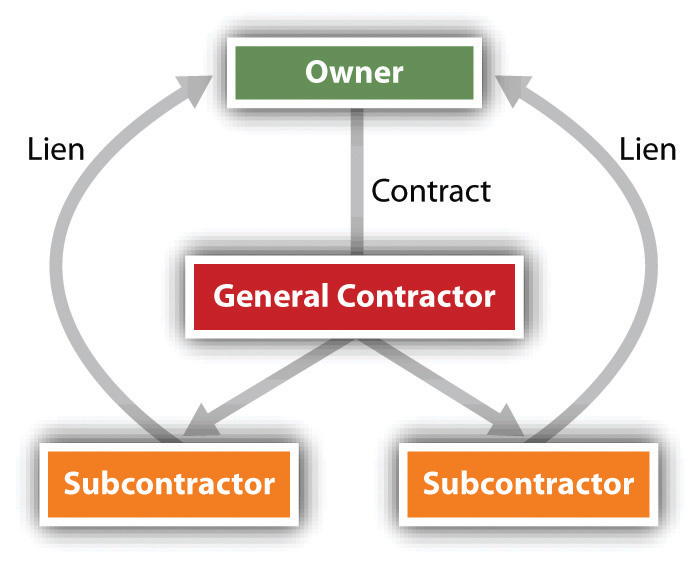 Owner
Lien
Lien
Contract
General Contractor
Subcontractor
Subcontractor